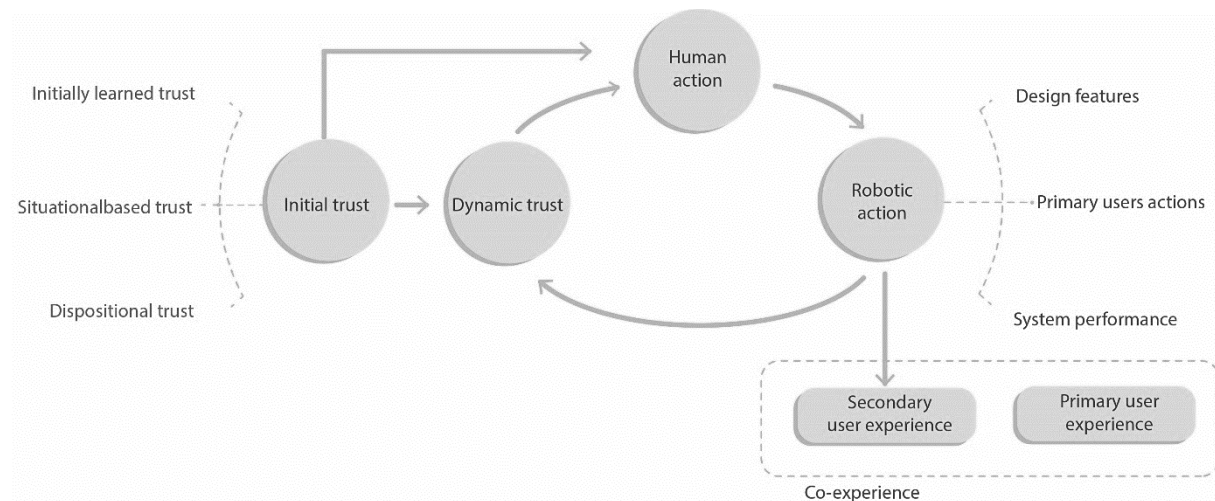 Human
action
Initially learned trust
Design features
Situationalbased trust
Initial trust
Dynamic trust
Robotic
action
Primary users actions
Dispositional trust
System performance
Secondary
user experience
Primary user
experience
Co-experience